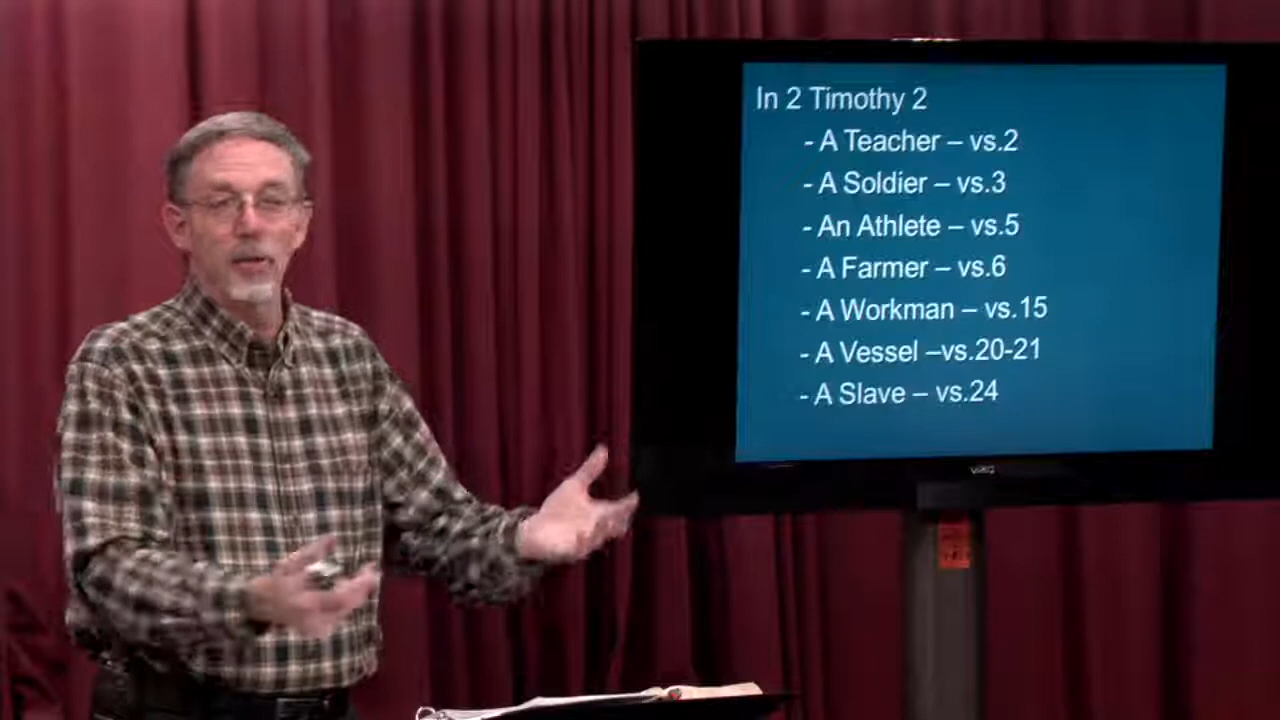 In 2 Timothy 2
- A Teacher – vs.2
- A Soldier – vs.3
- An Athlete – vs.5
- A Farmer – vs.6
- A Workman – vs.15
- A Vessel –vs.20-21
- A Slave – vs.24